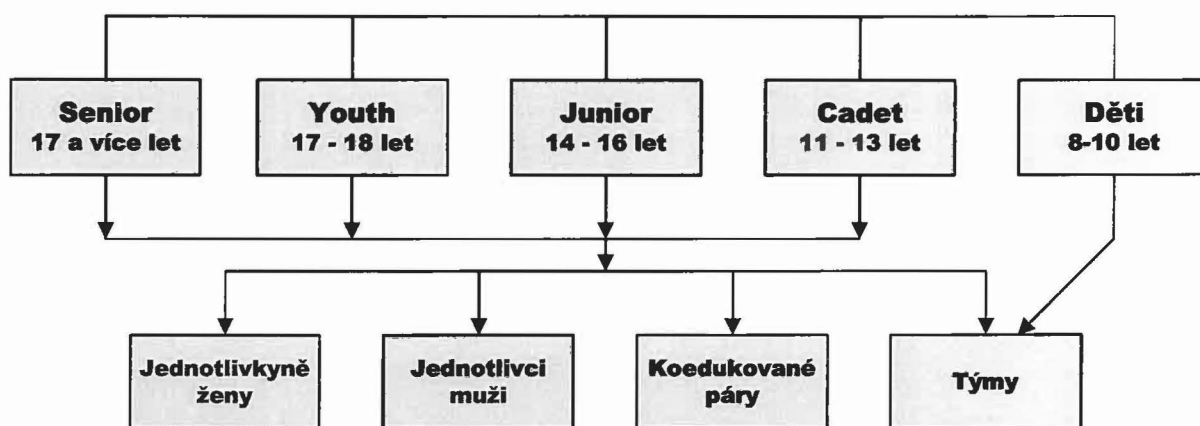 Senior
17 a více let
Youth
17 - 18 let
Junior
14 - 16 let
Cadet
11 - 13 let
Děti
8-10 let
Jednotlivkyně
ženy
Jednotlivci
muži
Koedukované
páry
Týmy